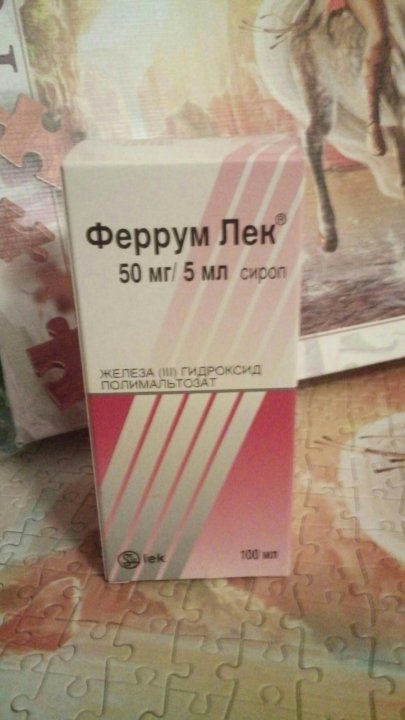 Феррум Лек®
50 мг/ 5 мл сироп
ЖЕЛЕЗА (III) ГИДРОКСИД
ПОЛИМАЛЬТОЗАТ
lek
100 мл